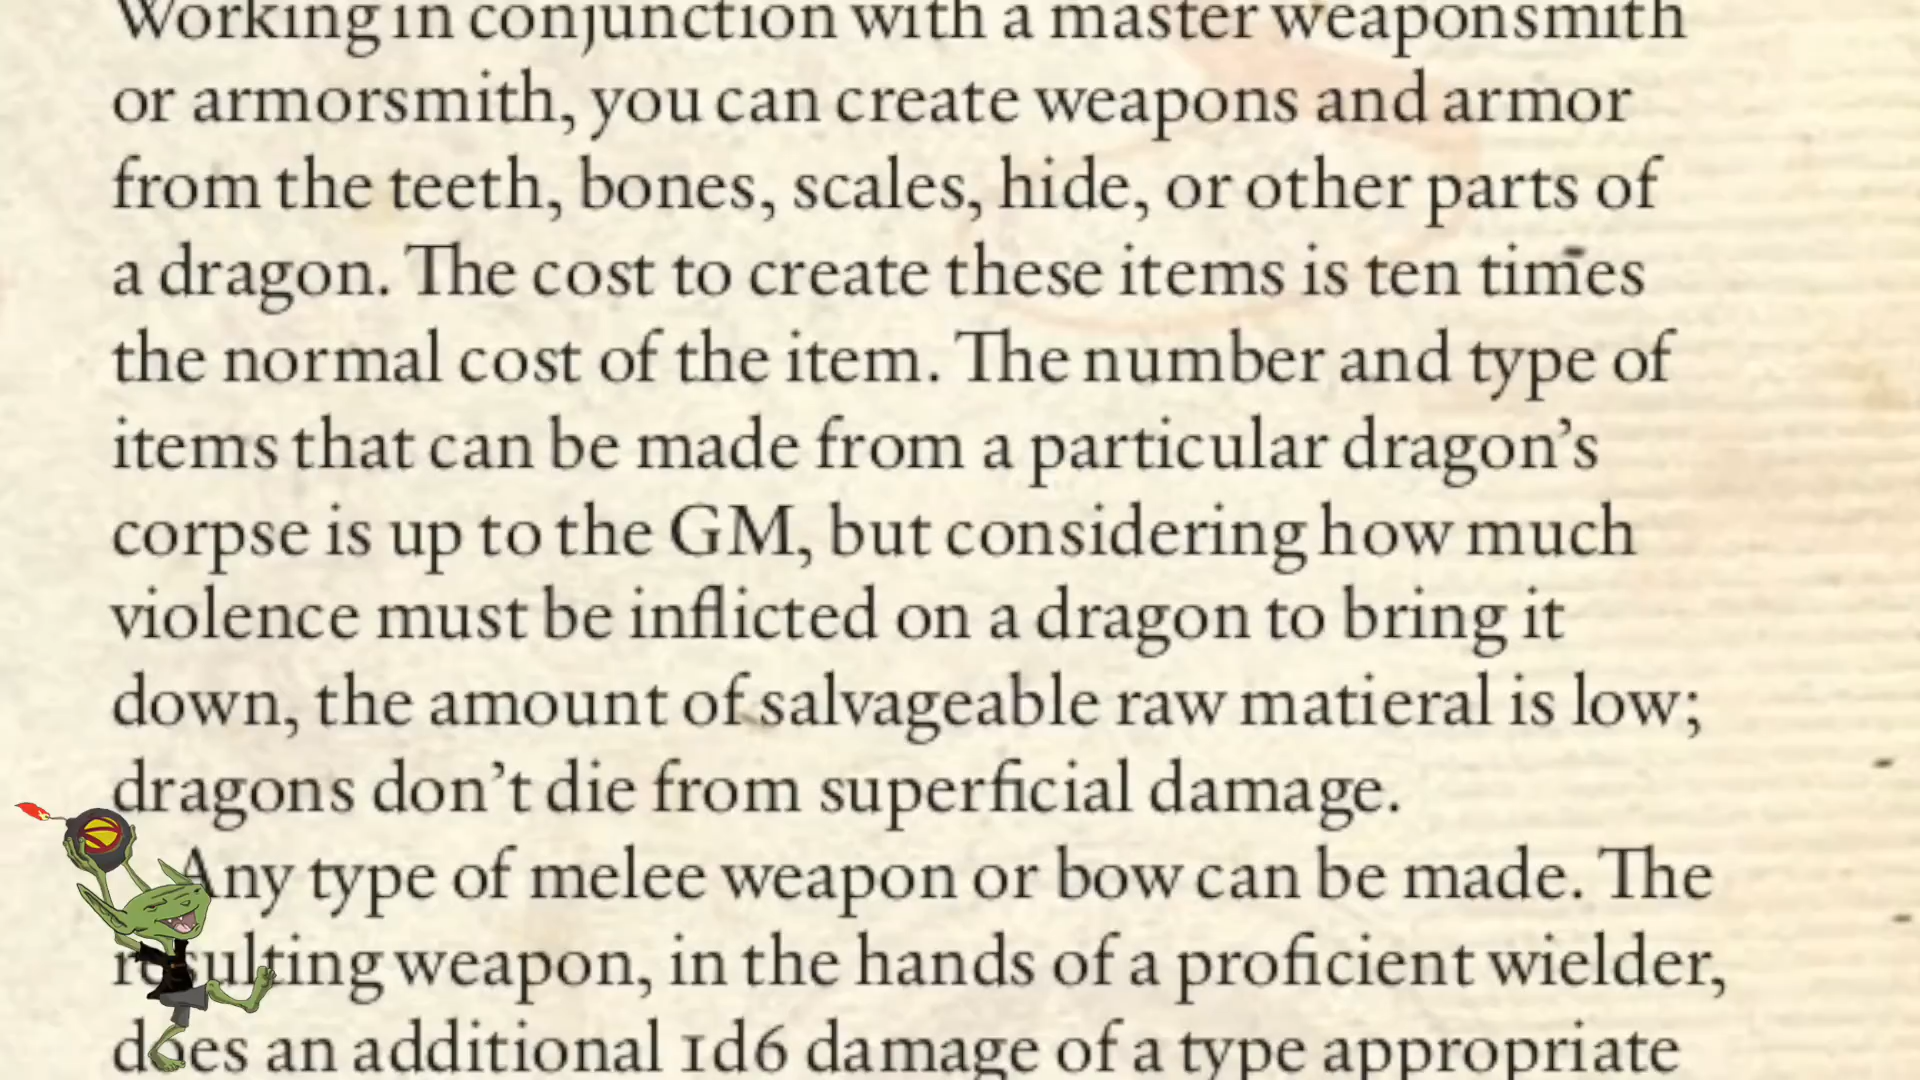 Working in conjunction with a master weaponsmith
or armorsmith, you can create weapons and armor
from the teeth, bones, scales, hide, or other parts of
a dragon. The cost to create these items is ten times
the normal cost of the item. The number and type of
items that can be made from a particular dragon’s
corpse is up to the GM, but considering how much
violence must be inflicted on a dragon to bring it
down, the amount of salvageable raw matieral is low;
dragons don’t die from superficial damage.
Any type of melee weapon or bow can be made. The
resulting weapon, in the hands of a proficient wielder,
does an additional 1d6 damage of a type appropriate